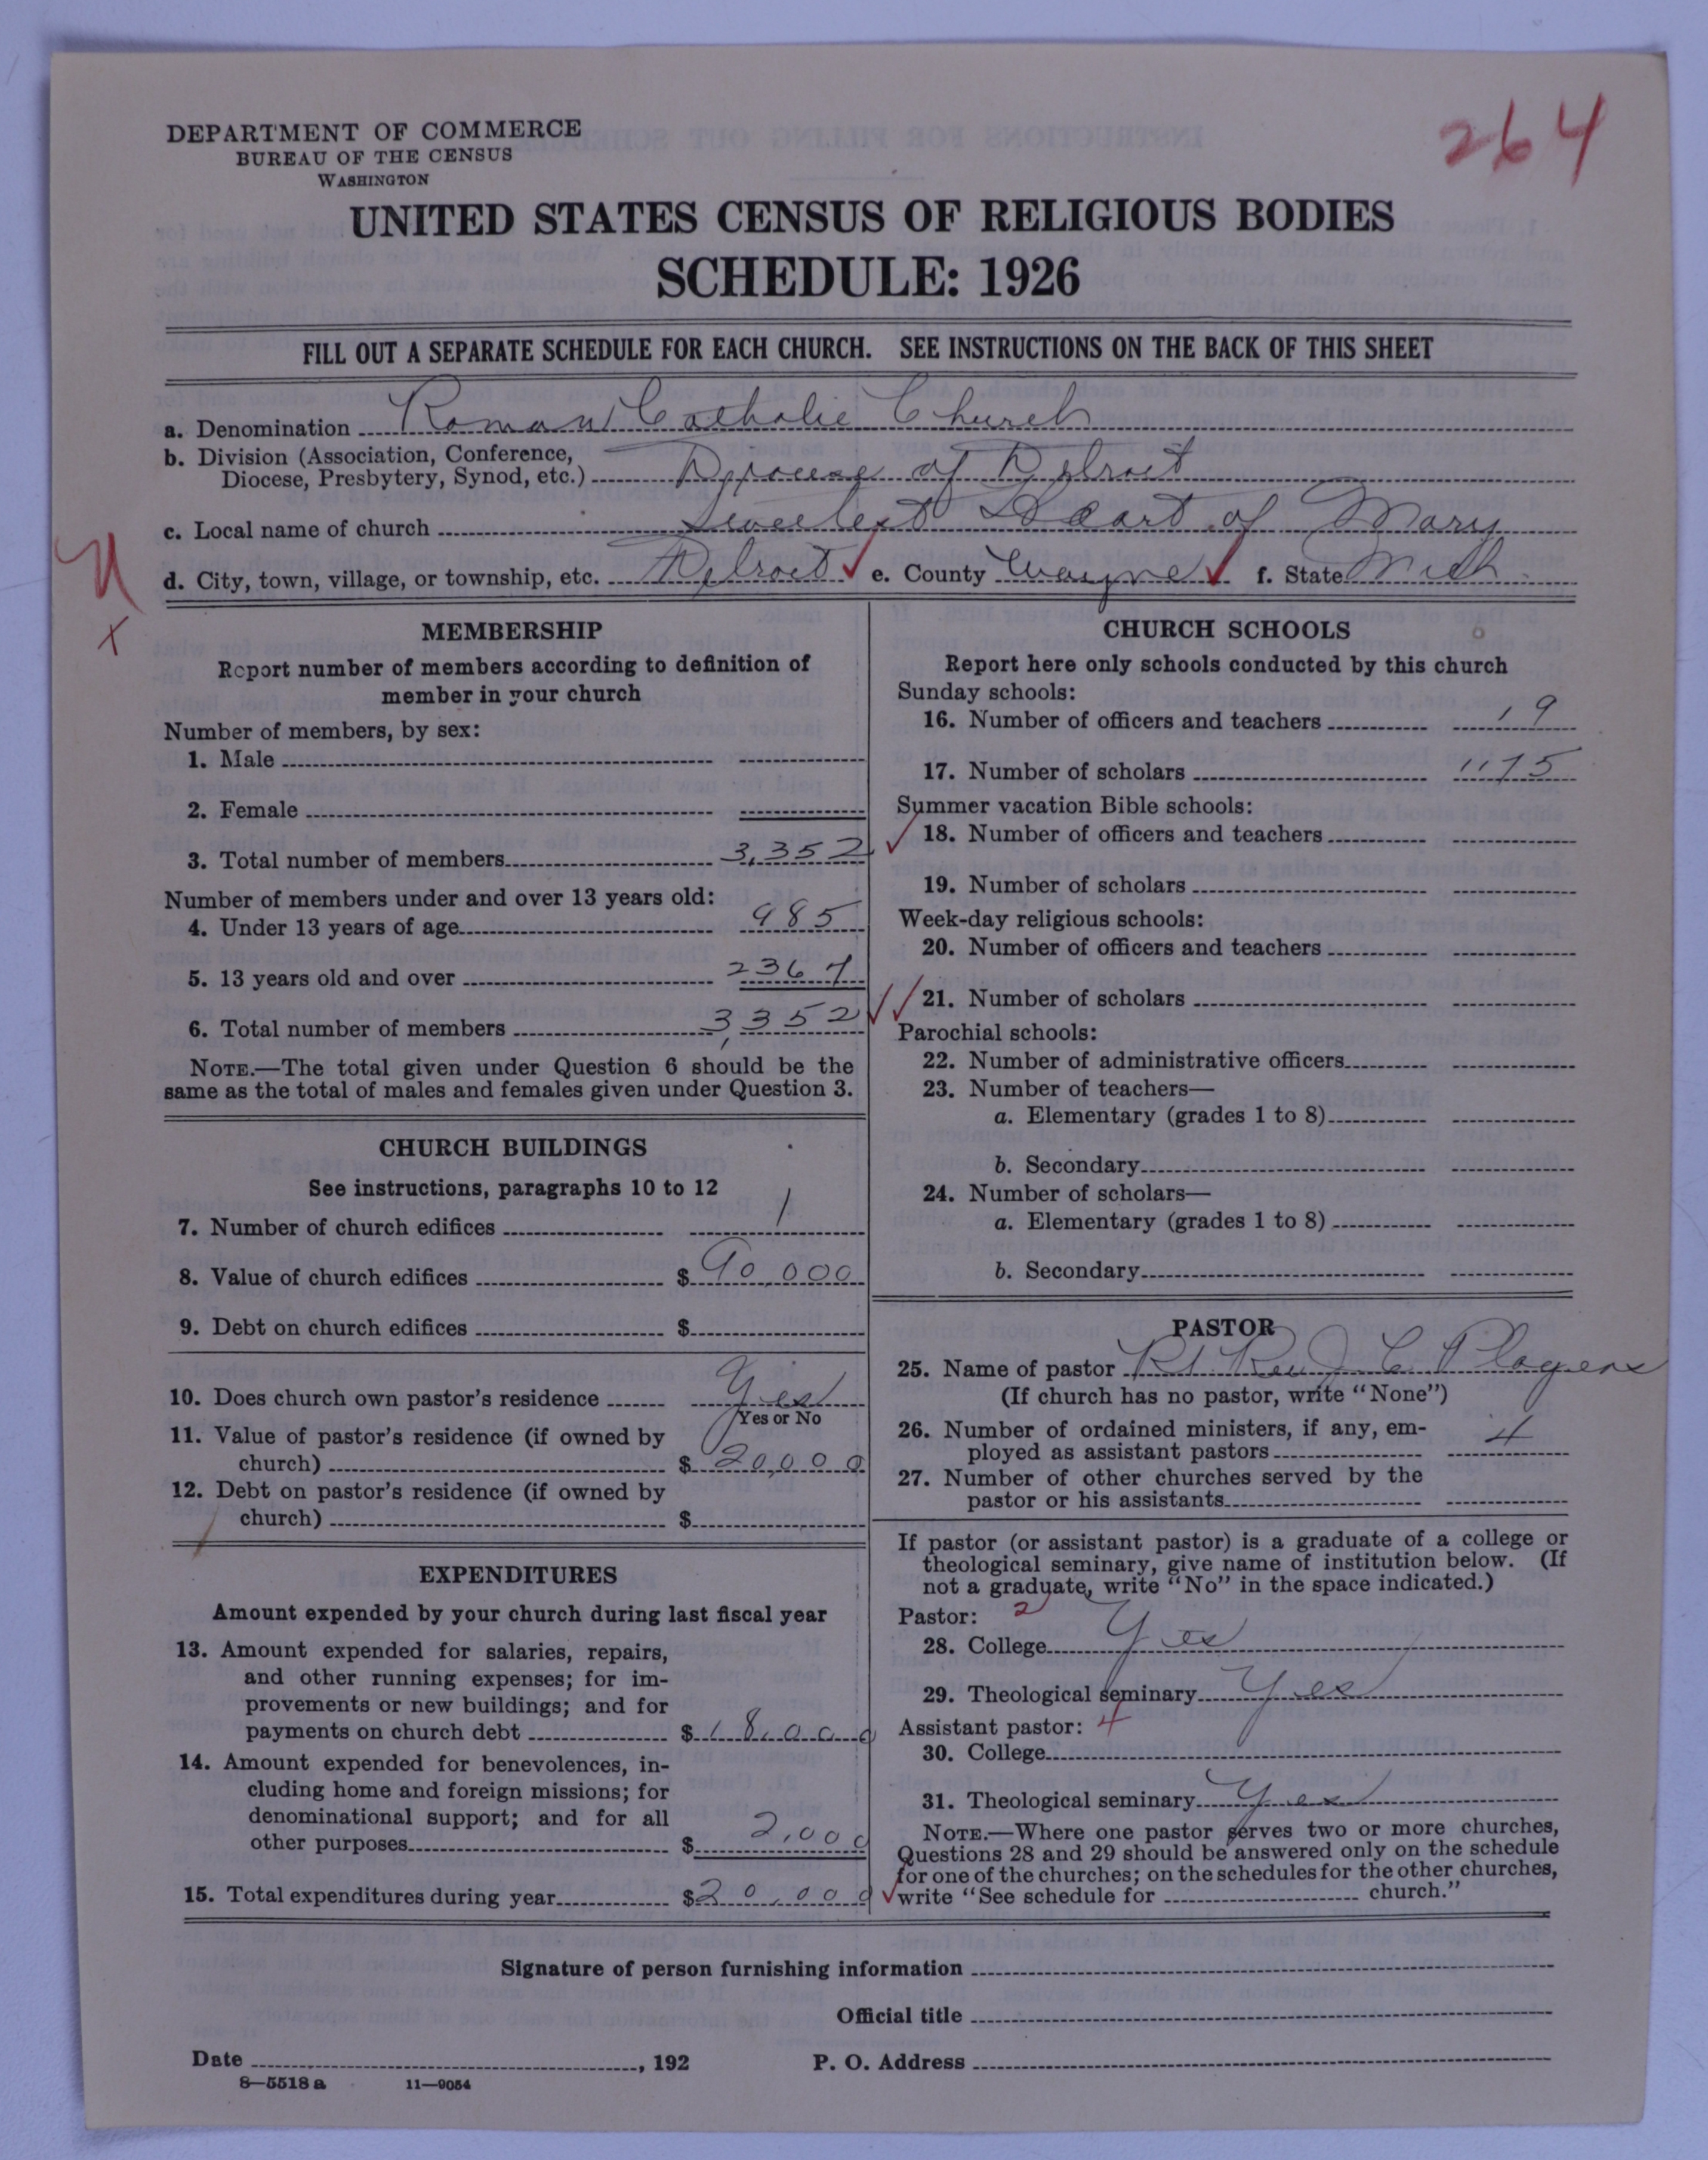 264
DEPARTMENT OF COMMERCE
BUREAU OF THE CENSUS
WASHINGTON
UNITED STATES CENSUS OF RELIGIOUS BODIES
SCHEDULE: 1926
FILL OUT A SEPARATE SCHEDULE FOR EACH CHURCH. SEE INSTRUCTIONS ON THE BACK OF THIS SHEET
a. Denomination Roman Catholic Church
b. Division (Association, Conference,
Diocese, Presbytery, Synod, etc.) Diocese of Detroit
c. Local name of church Sweetest Heart of Mary
d. City, town, village, or township, etc. Detroit ✓ e. County Wayne ✓ f. State Mich.
MEMBERSHIP
Report number of members according to definition of
member in your church
Number of members, by sex:
1. Male
2. Female
3. Total number of members 3,352
Number of members under and over 13 years old:
4. Under 13 years of age 985
5. 13 years old and over 2367
6. Total number of members 3,352 ✓
NOTE.—The total given under Question 6 should be the
same as the total of males and females given under Question 3.
CHURCH BUILDINGS
See instructions, paragraphs 10 to 12
7. Number of church edifices 1
8. Value of church edifices $ 90,000
9. Debt on church edifices $
10. Does church own pastor's residence Yes
Yes or No
11. Value of pastor's residence (if owned by
church) $ 20,000
12. Debt on pastor's residence (if owned by
church) $
EXPENDITURES
Amount expended by your church during last fiscal year
13. Amount expended for salaries, repairs,
and other running expenses; for im-
provements or new buildings; and for
payments on church debt $ 18,000
14. Amount expended for benevolences, in-
cluding home and foreign missions; for
denominational support; and for all
other purposes $ 2,000
15. Total expenditures during year $ 20,000 ✓
CHURCH SCHOOLS
Report here only schools conducted by this church
Sunday schools:
16. Number of officers and teachers 19
17. Number of scholars
Summer vacation Bible schools:
✓ 18. Number of officers and teachers
19. Number of scholars
Week-day religious schools:
20. Number of officers and teachers
✓ 21. Number of scholars
Parochial schools:
22. Number of administrative officers
23. Number of teachers—
a. Elementary (grades 1 to 8)
b. Secondary
24. Number of scholars—
a. Elementary (grades 1 to 8)
b. Secondary
PASTOR
25. Name of pastor Rt. Rev J. C. Plagens
(If church has no pastor, write "None")
26. Number of ordained ministers, if any, em-
ployed as assistant pastors 4
27. Number of other churches served by the
pastor or his assistants
If pastor (or assistant pastor) is a graduate of a college or
theological seminary, give name of institution below. (If
not a graduate, write "No" in the space indicated.)
Pastor: 2
28. College Yes
29. Theological seminary Yes
Assistant pastor: 4
30. College
31. Theological seminary Yes
NOTE.—Where one pastor serves two or more churches,
Questions 28 and 29 should be answered only on the schedule
for one of the churches; on the schedules for the other churches,
write "See schedule for church."
Signature of person furnishing information
Official title
Date , 192 P. O. Address
8—5518 a 11—9054